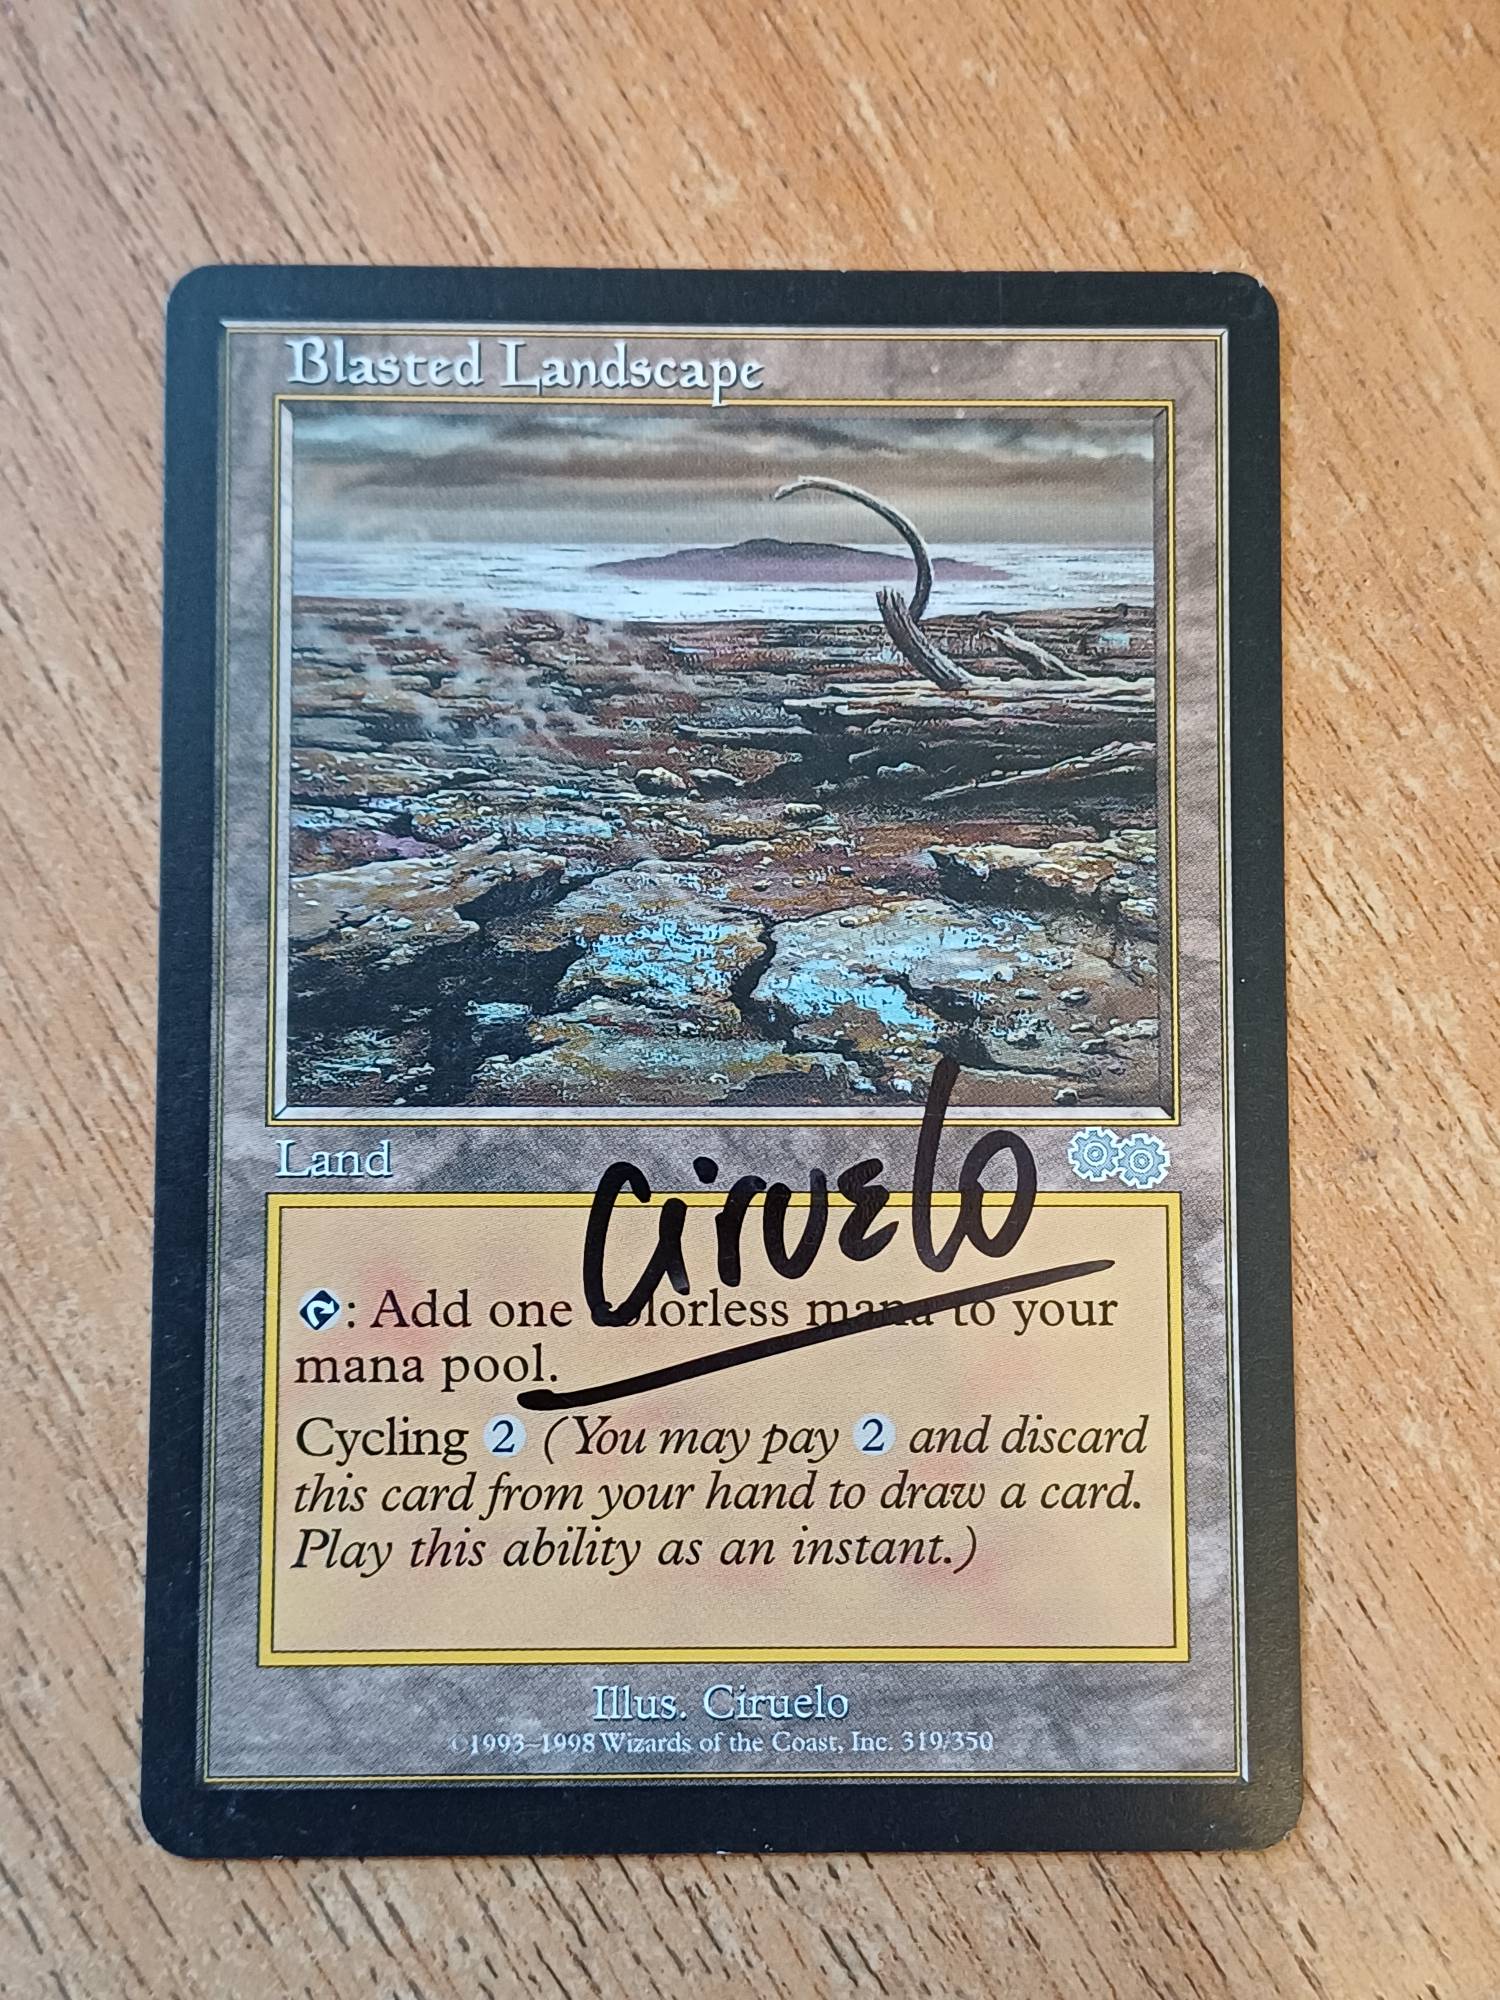 Blasted Landscape
Land
Ciruelo
: Add one colorless mana to your
mana pool.
Cycling 2 (You may pay 2 and discard
this card from your hand to draw a card.
Play this ability as an instant.)
Illus. Ciruelo
©1993–1998 Wizards of the Coast, Inc. 319/350